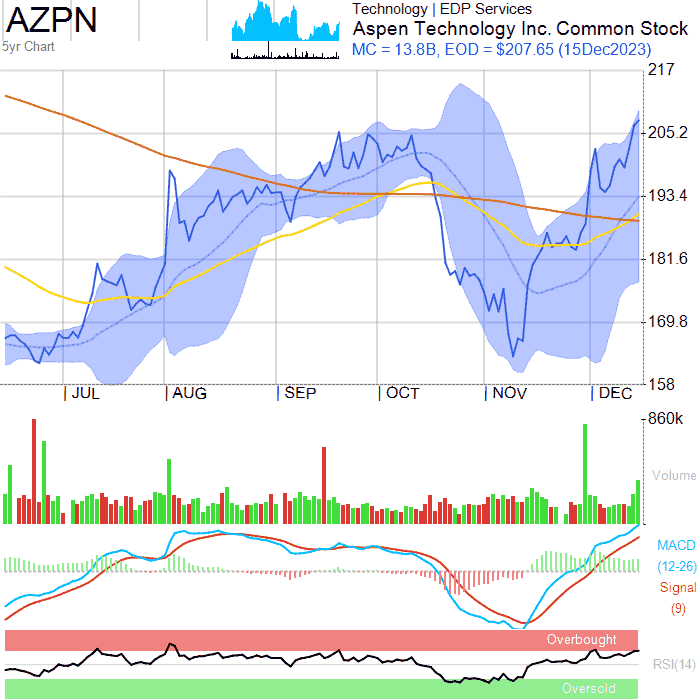 AZPN
5yr Chart
Technology | EDP Services
Aspen Technology Inc. Common Stock
MC = 13.8B, EOD = $207.65 (15Dec2023)
217
205.2
193.4
181.6
169.8
158
JUL AUG SEP OCT NOV DEC
860k
Volume
MACD
(12-26)
Signal
(9)
Overbought
RSI(14)
Oversold